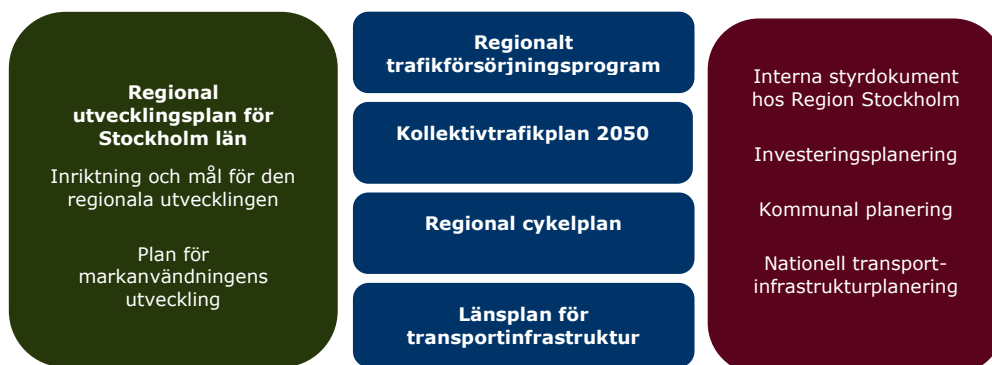 Regional
utvecklingsplan för
Stockholm län
Inriktning och mål för den
regionala utvecklingen
Plan för
markanvändningens
utveckling
Regionalt
trafikförsörjningsprogram
Kollektivtrafikplan 2050
Regional cykelplan
Länsplan för
transportinfrastruktur
Interna styrdokument
hos Region Stockholm
Investeringsplanering
Kommunal planering
Nationell transport-
infrastrukturplanering